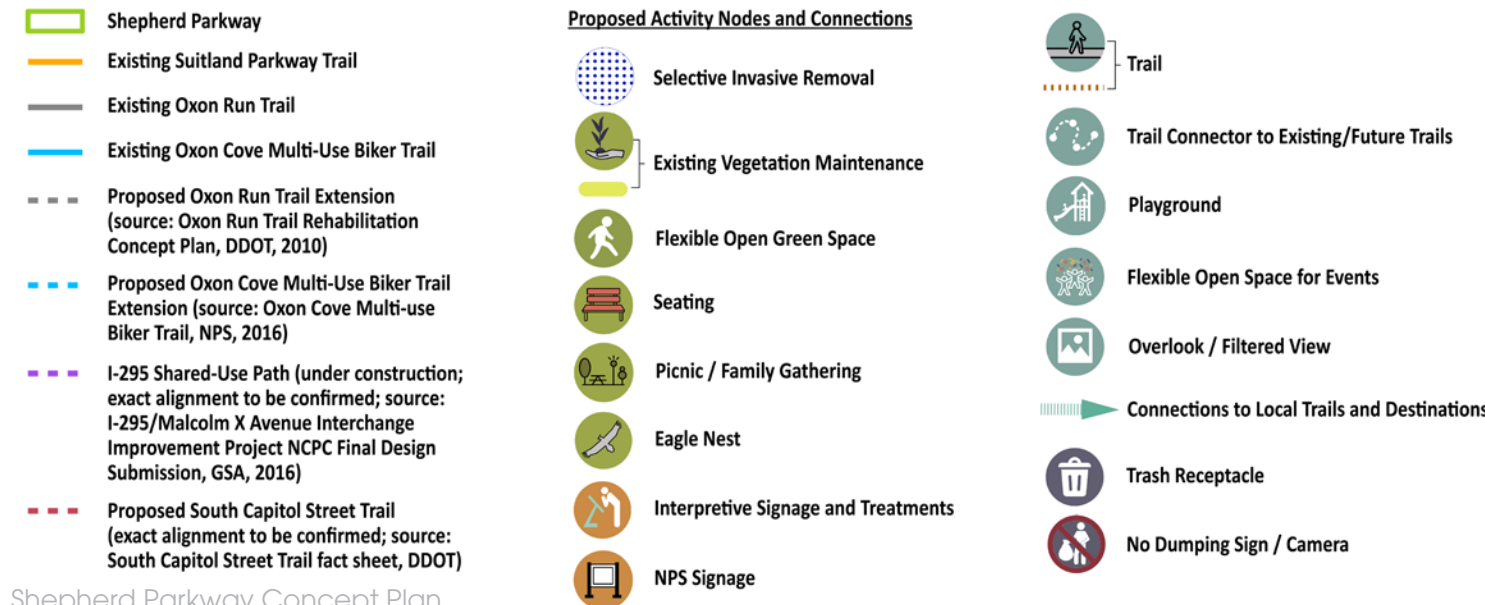 Shepherd Parkway
Existing Suitland Parkway Trail
Existing Oxon Run Trail
Existing Oxon Cove Multi-Use Biker Trail
Proposed Oxon Run Trail Extension
(source: Oxon Run Trail Rehabilitation
Concept Plan, DDOT, 2010)
Proposed Oxon Cove Multi-Use Biker Trail
Extension (source: Oxon Cove Multi-use
Biker Trail, NPS, 2016)
I-295 Shared-Use Path (under construction;
exact alignment to be confirmed; source:
I-295/Malcolm X Avenue Interchange
Improvement Project NCPC Final Design
Submission, GSA, 2016)
Proposed South Capitol Street Trail
(exact alignment to be confirmed; source:
South Capitol Street Trail fact sheet, DDOT)
Shepherd Parkway Concept Plan
Proposed Activity Nodes and Connections
Selective Invasive Removal
Existing Vegetation Maintenance
Flexible Open Green Space
Seating
Picnic / Family Gathering
Eagle Nest
Interpretive Signage and Treatments
NPS Signage
Trail
Trail Connector to Existing/Future Trails
Playground
Flexible Open Space for Events
Overlook / Filtered View
Connections to Local Trails and Destinations
Trash Receptacle
No Dumping Sign / Camera